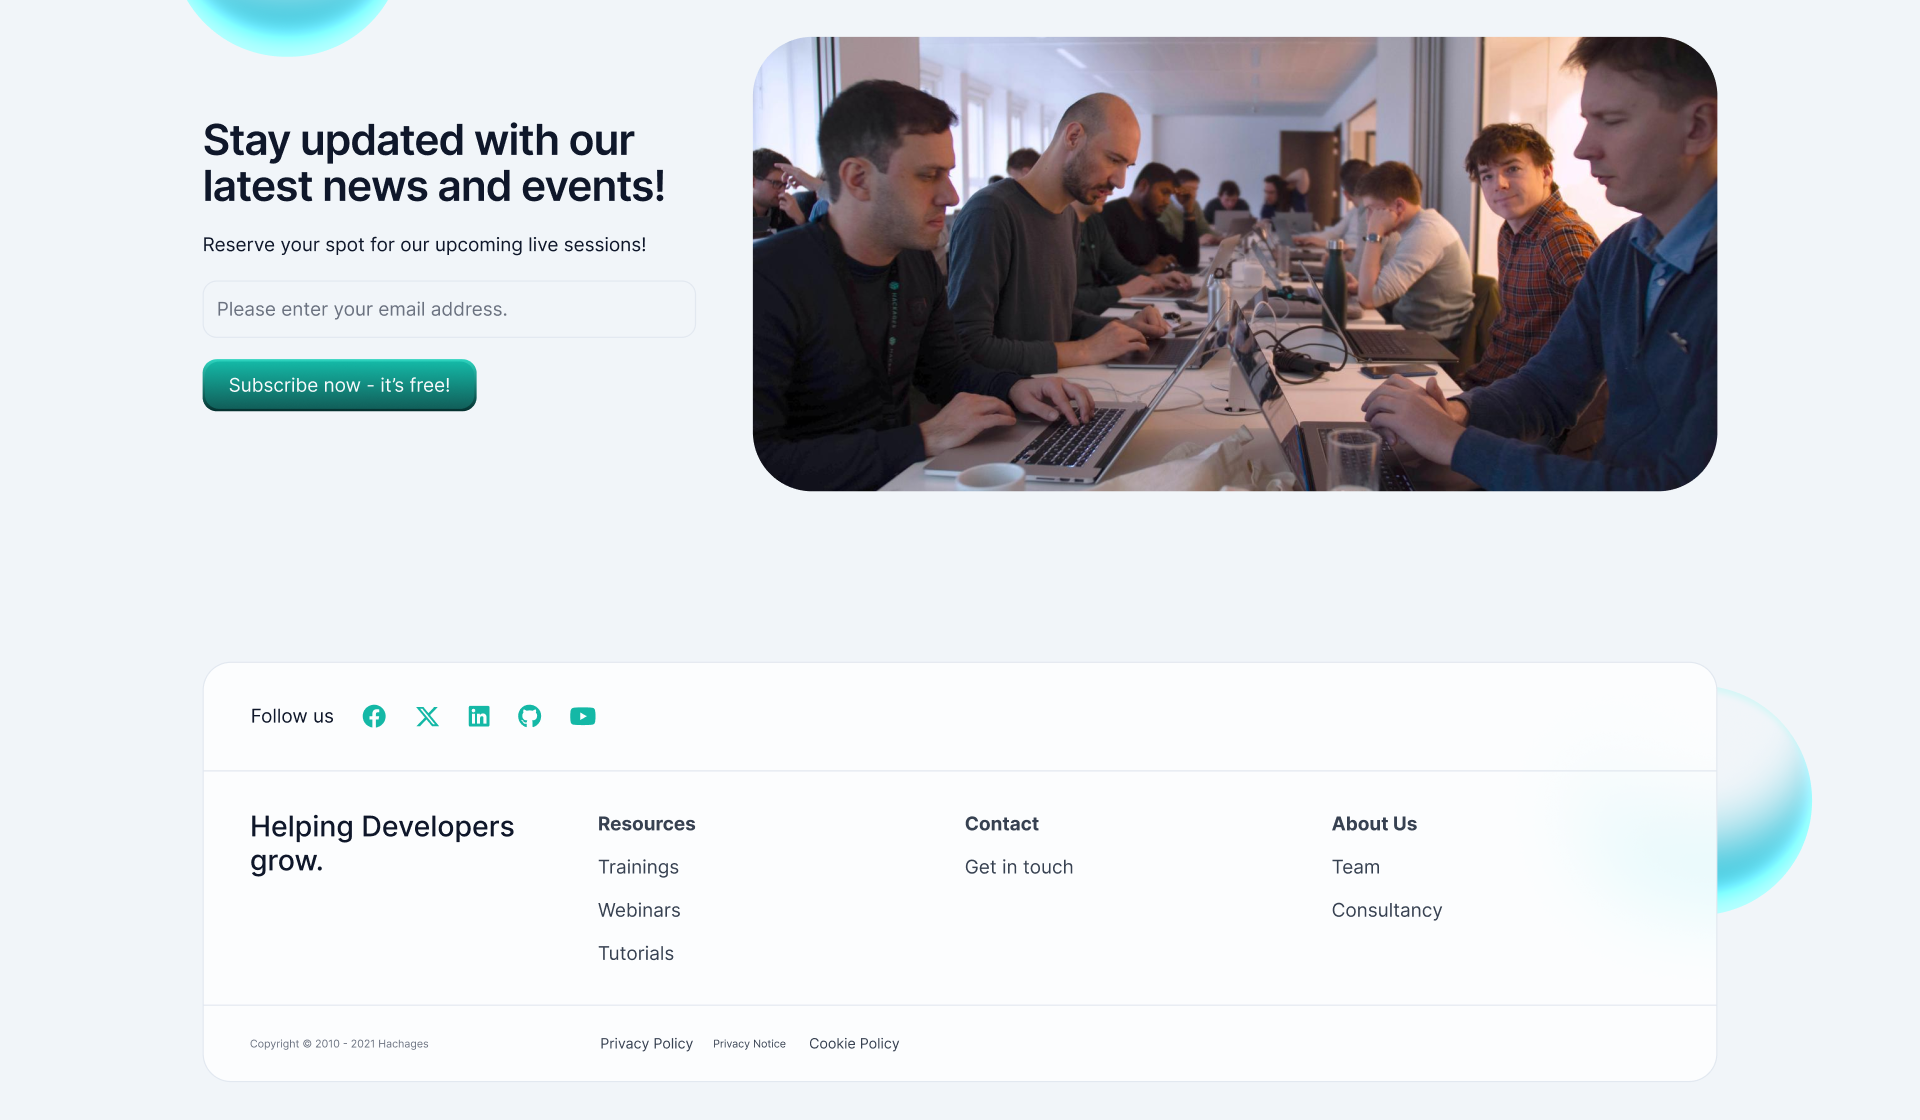 Stay updated with our
latest news and events!
Reserve your spot for our upcoming live sessions!
Please enter your email address.
Subscribe now - it's free!
Follow us
Helping Developers
grow.
Resources
Trainings
Webinars
Tutorials
Contact
Get in touch
About Us
Team
Consultancy
Copyright © 2010 - 2021 Hachages
Privacy Policy Privacy Notice Cookie Policy